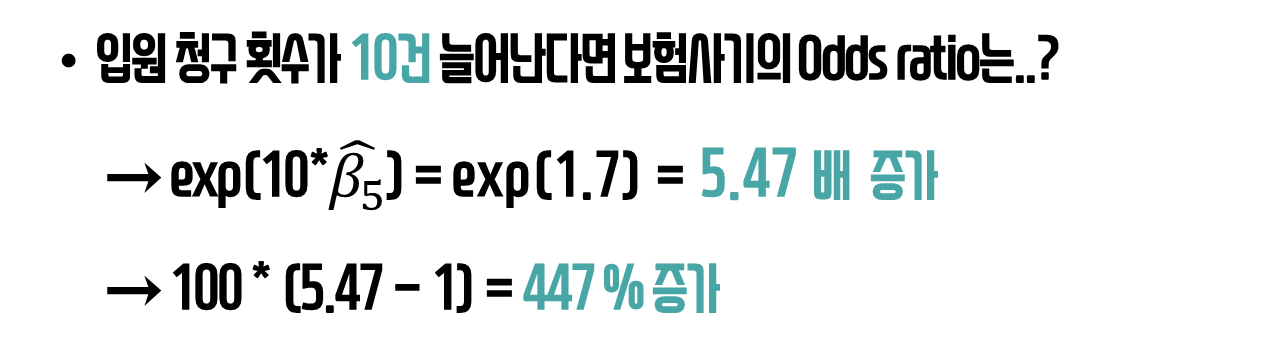 • 입원 청구 횟수가 10건 늘어난다면 보험사기의 Odds ratio는..?
→ exp(10*β̂₅) = exp(1.7) = 5.47 배 증가
→ 100 * (5.47 − 1) = 447 % 증가